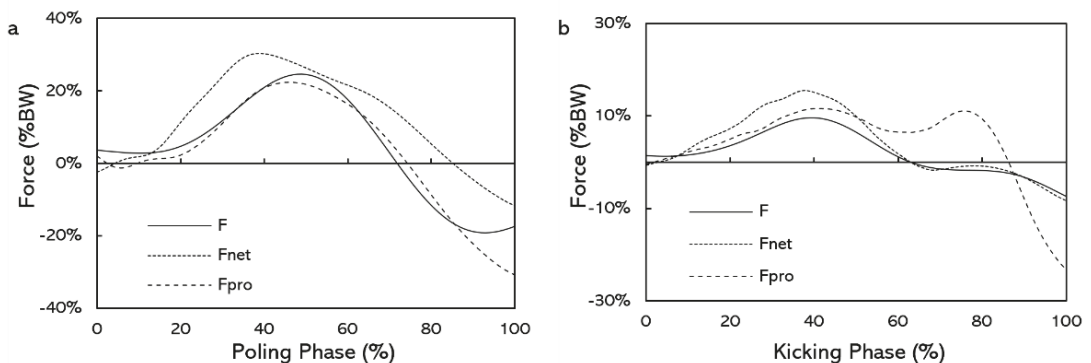 a
40%
20%
0%
-20%
-40%
Force (%BW)
F
Fnet
Fpro
0 20 40 60 80 100
Poling Phase (%)
b
30%
10%
-10%
-30%
Force (%BW)
F
Fnet
Fpro
0 20 40 60 80 100
Kicking Phase (%)